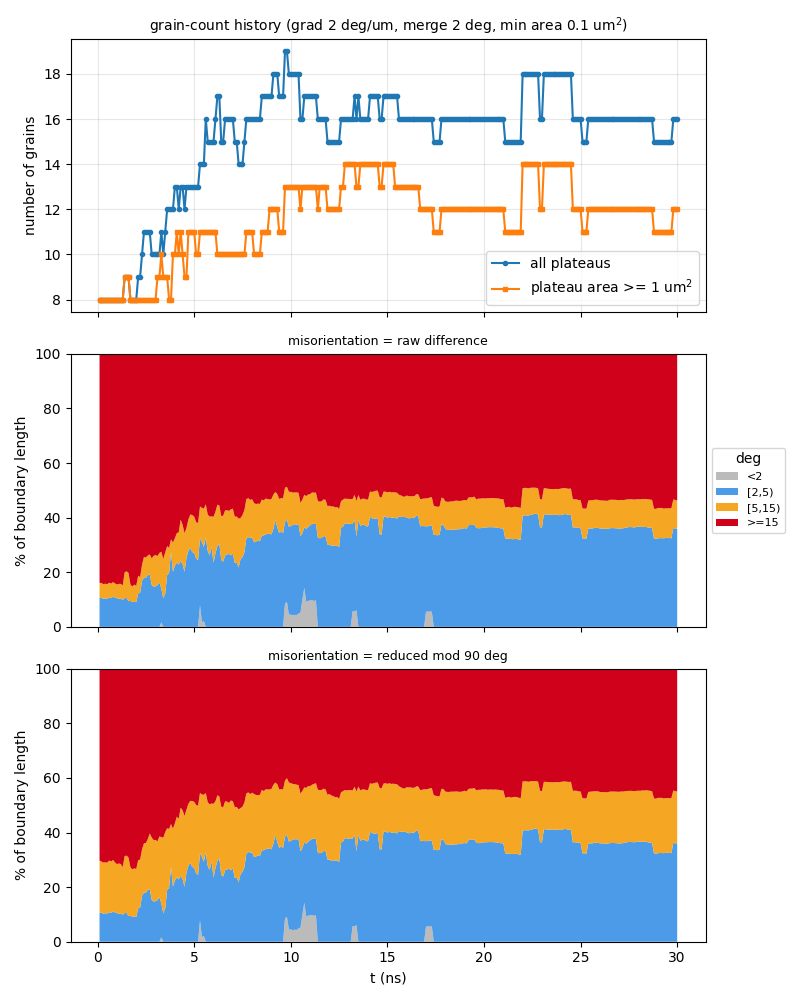 grain-count history (grad 2 deg/um, merge 2 deg, min area 0.1 um²)
number of grains
18
16
14
12
10
8
all plateaus
plateau area >= 1 um²
misorientation = raw difference
% of boundary length
100
80
60
40
20
0
deg
<2
[2,5)
[5,15)
>=15
misorientation = reduced mod 90 deg
% of boundary length
100
80
60
40
20
0
0 5 10 15 20 25 30
t (ns)